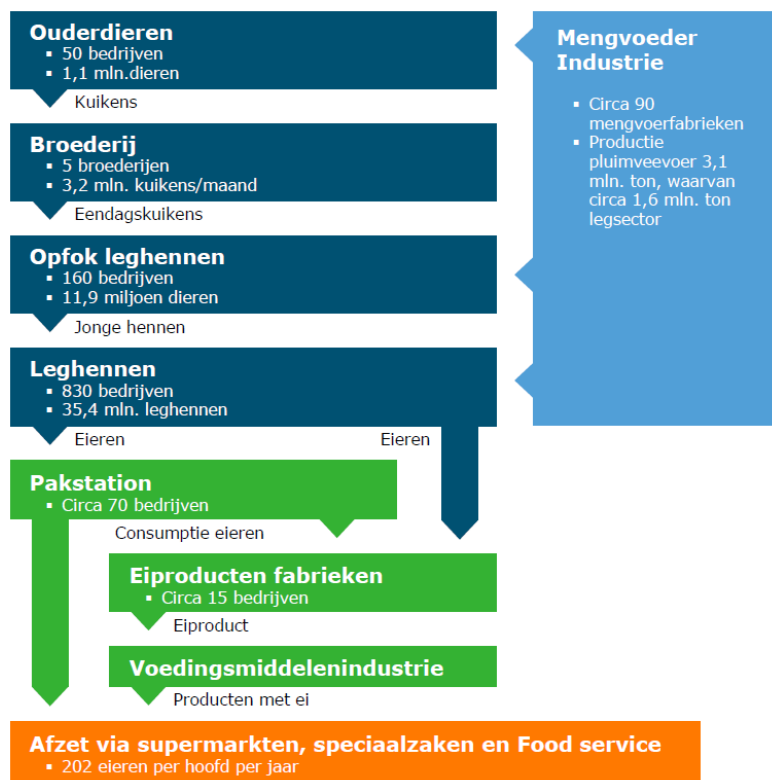 Ouderdieren
▪ 50 bedrijven
▪ 1,1 mln.dieren
Kuikens
Broederij
▪ 5 broederijen
▪ 3,2 mln. kuikens/maand
Eendagskuikens
Opfok leghennen
▪ 160 bedrijven
▪ 11,9 miljoen dieren
Jonge hennen
Leghennen
▪ 830 bedrijven
▪ 35,4 mln. leghennen
Eieren
Eieren
Pakstation
▪ Circa 70 bedrijven
Consumptie eieren
Eiproducten fabrieken
▪ Circa 15 bedrijven
Eiproduct
Voedingsmiddelenindustrie
Producten met ei
Afzet via supermarkten, speciaalzaken en Food service
▪ 202 eieren per hoofd per jaar
Mengvoeder
Industrie
▪ Circa 90
mengvoerfabrieken
▪ Productie
pluimveevoer 3,1
mln. ton, waarvan
circa 1,6 mln. ton
legsector